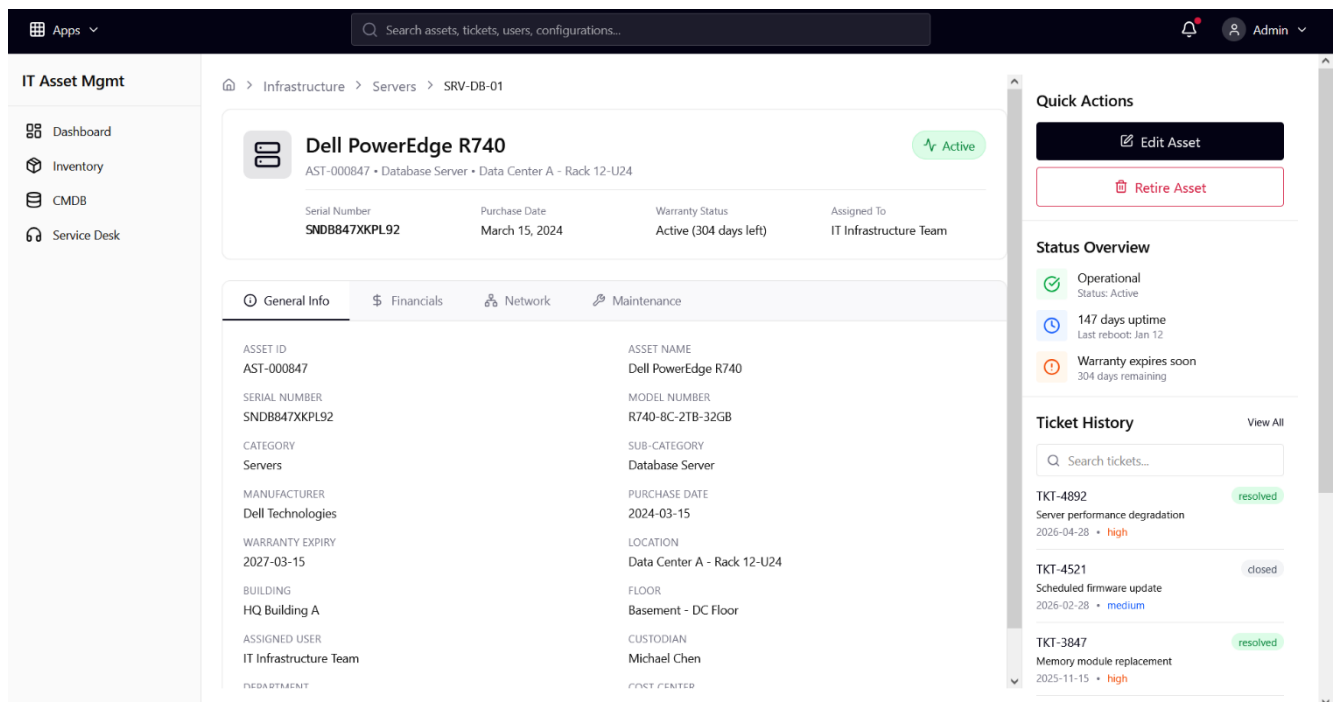 Apps
Search assets, tickets, users, configurations...
Admin
IT Asset Mgmt
Dashboard
Inventory
CMDB
Service Desk
Infrastructure > Servers > SRV-DB-01
Dell PowerEdge R740
Active
AST-000847 • Database Server • Data Center A - Rack 12-U24
Serial Number
SNDB847XKPL92
Purchase Date
March 15, 2024
Warranty Status
Active (304 days left)
Assigned To
IT Infrastructure Team
General Info
Financials
Network
Maintenance
ASSET ID
AST-000847
ASSET NAME
Dell PowerEdge R740
SERIAL NUMBER
SNDB847XKPL92
MODEL NUMBER
R740-8C-2TB-32GB
CATEGORY
Servers
SUB-CATEGORY
Database Server
MANUFACTURER
Dell Technologies
PURCHASE DATE
2024-03-15
WARRANTY EXPIRY
2027-03-15
LOCATION
Data Center A - Rack 12-U24
BUILDING
HQ Building A
FLOOR
Basement - DC Floor
ASSIGNED USER
IT Infrastructure Team
CUSTODIAN
Michael Chen
DEPARTMENT
COST CENTER
Quick Actions
Edit Asset
Retire Asset
Status Overview
Operational
Status: Active
147 days uptime
Last reboot: Jan 12
Warranty expires soon
304 days remaining
Ticket History
View All
Search tickets...
TKT-4892
resolved
Server performance degradation
2026-04-28 • high
TKT-4521
closed
Scheduled firmware update
2026-02-28 • medium
TKT-3847
resolved
Memory module replacement
2025-11-15 • high